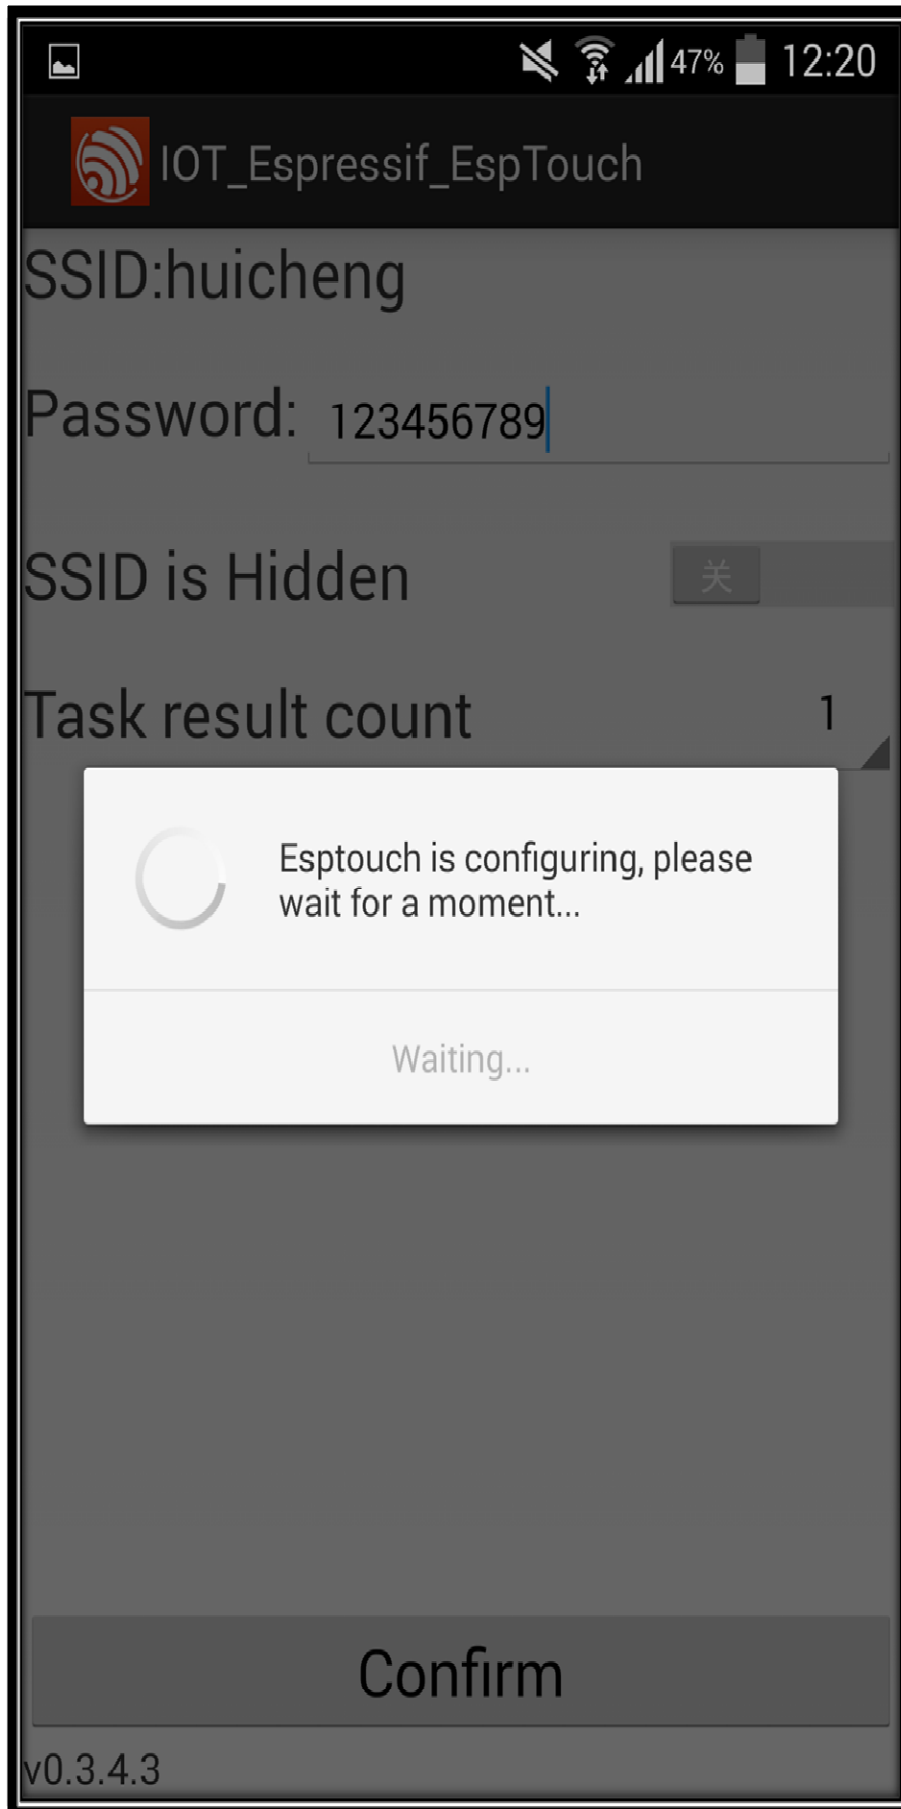 47% 12:20
IOT_Espressif_EspTouch
SSID:huicheng
Password: 123456789
SSID is Hidden 关
Task result count 1
Esptouch is configuring, please
wait for a moment...
Waiting...
Confirm
v0.3.4.3